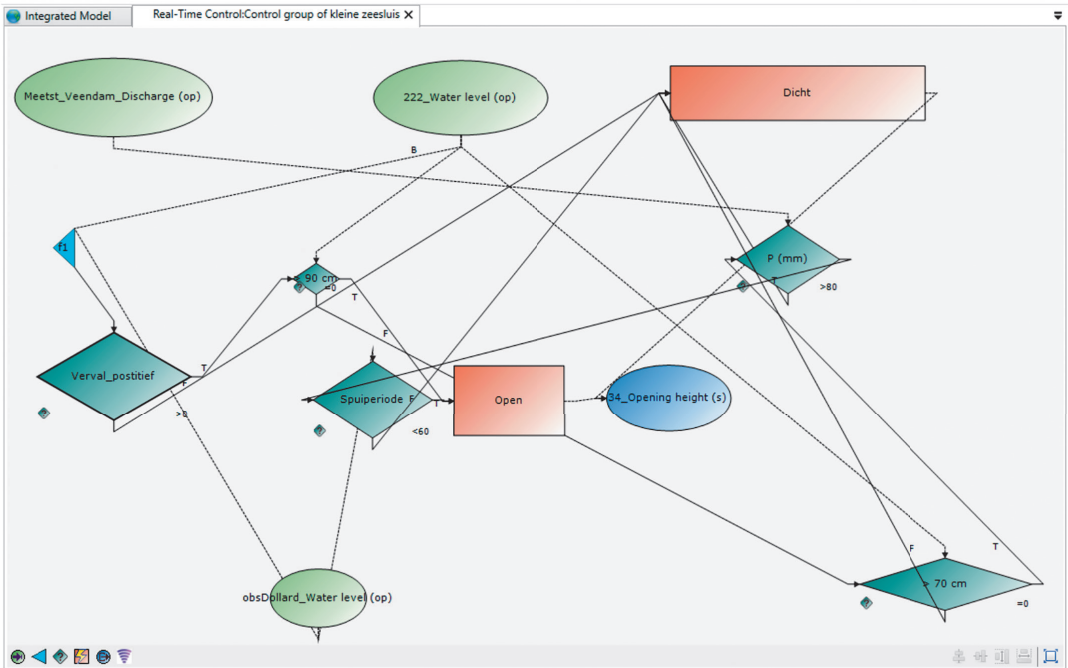 Integrated Model
Real-Time Control:Control group of kleine zeesluis
Meetst_Veendam_Discharge (op)
222_Water level (op)
Dicht
B
f1
> 90 cm
=0
T
P (mm)
T
>80
F
Verval_postitief
T
F
>0
Spuiperiode
F
T
<60
Open
34_Opening height (s)
F
T
> 70 cm
=0
obsDollard_Water level (op)